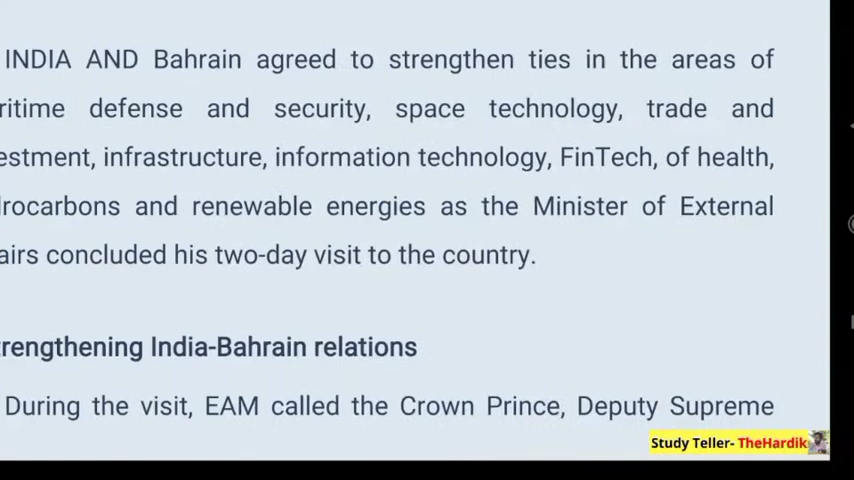 INDIA AND Bahrain agreed to strengthen ties in the areas of
ritime defense and security, space technology, trade and
estment, infrastructure, information technology, FinTech, of health,
rocarbons and renewable energies as the Minister of External
airs concluded his two-day visit to the country.
trengthening India-Bahrain relations
During the visit, EAM called the Crown Prince, Deputy Supreme
Study Teller- TheHardik